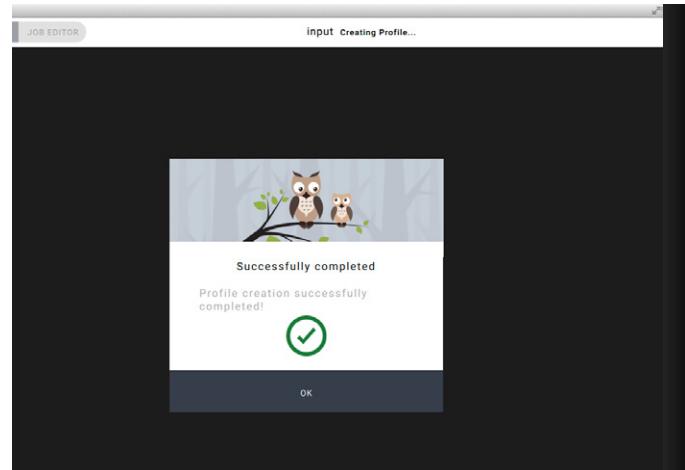 JOB EDITOR
input Creating Profile...
Successfully completed
Profile creation successfully
completed!
OK